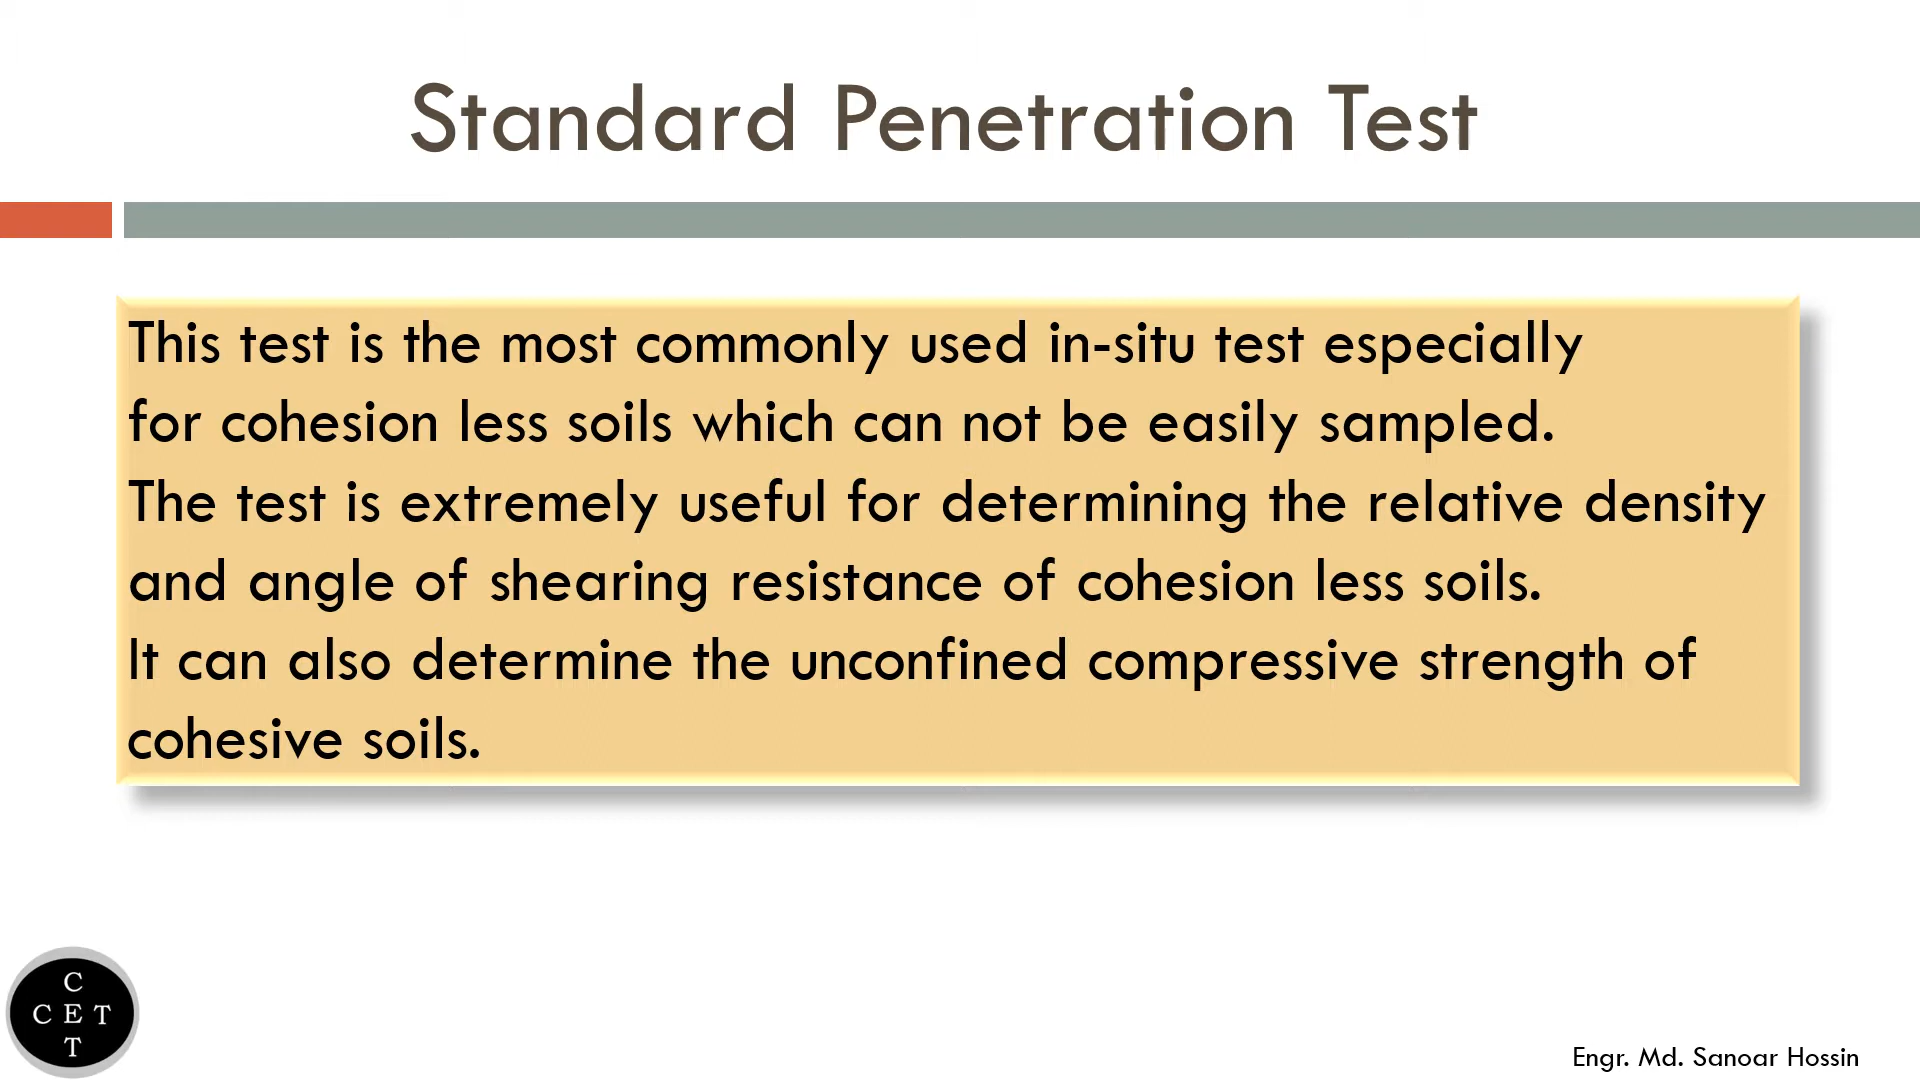 Standard Penetration Test
This test is the most commonly used in-situ test especially
for cohesion less soils which can not be easily sampled.
The test is extremely useful for determining the relative density
and angle of shearing resistance of cohesion less soils.
It can also determine the unconfined compressive strength of
cohesive soils.
C
C E T
T
Engr. Md. Sanoar Hossin